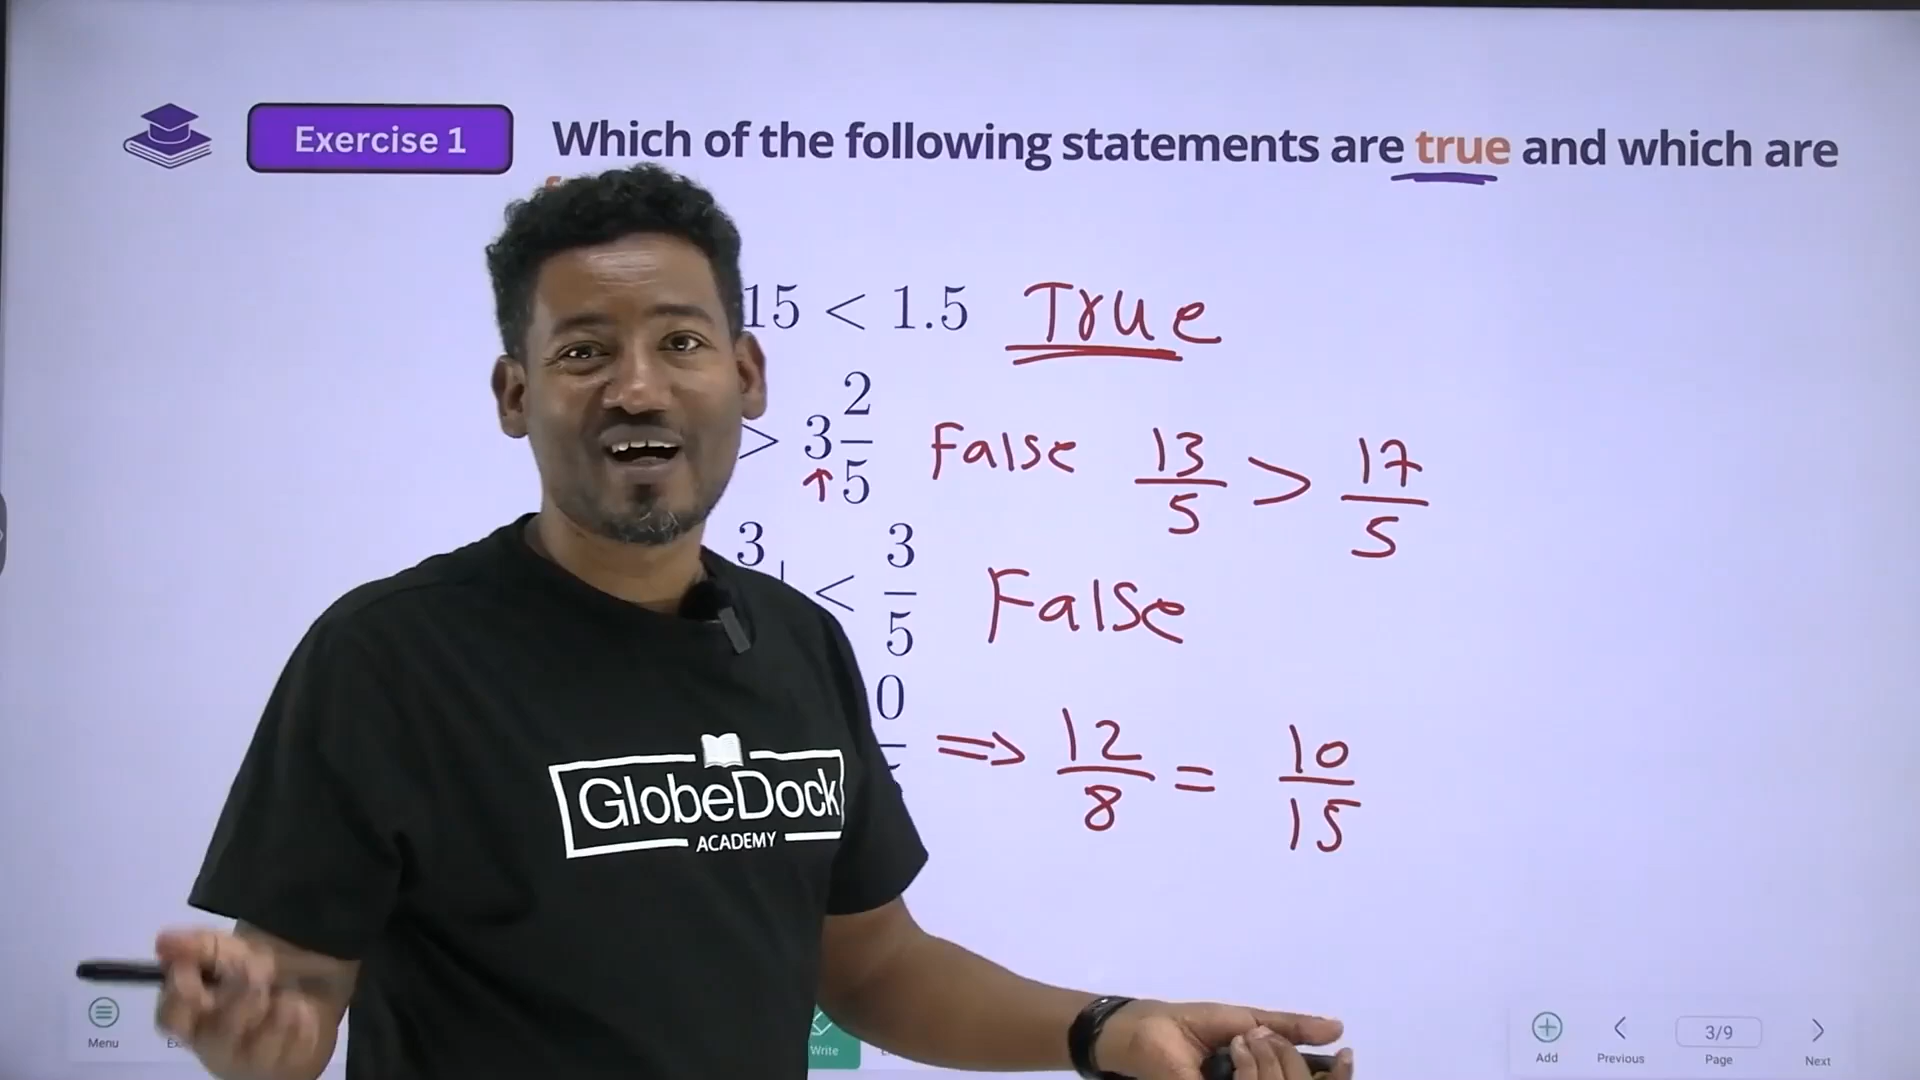 Exercise 1
Which of the following statements are true and which are
15 < 1.5 True
> 3 2/5 False 13/5 > 17/5
3 < 3/5 False
0 ⇒ 12/8 = 10/15
GlobeDock
ACADEMY
Menu
Write
Add
Previous
3/9
Page
Next